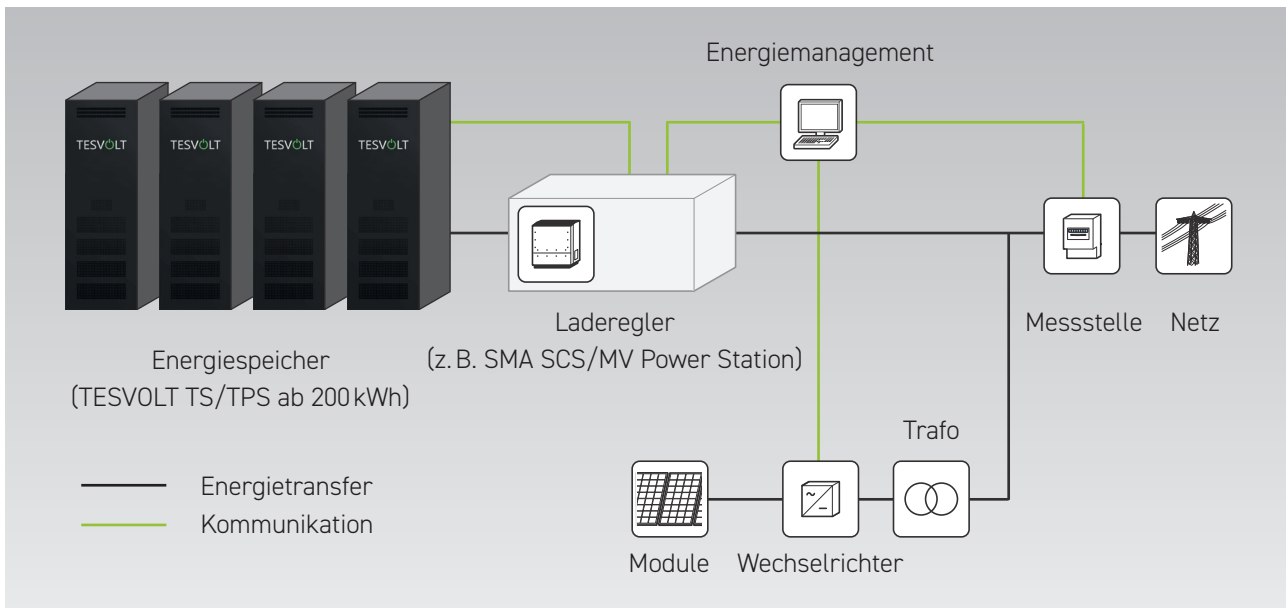 Energiemanagement
TESVOLT TESVOLT TESVOLT TESVOLT
Laderegler
(z. B. SMA SCS/MV Power Station)
Messstelle
Netz
Energiespeicher
(TESVOLT TS/TPS ab 200 kWh)
Trafo
Energietransfer
Kommunikation
Module
Wechselrichter